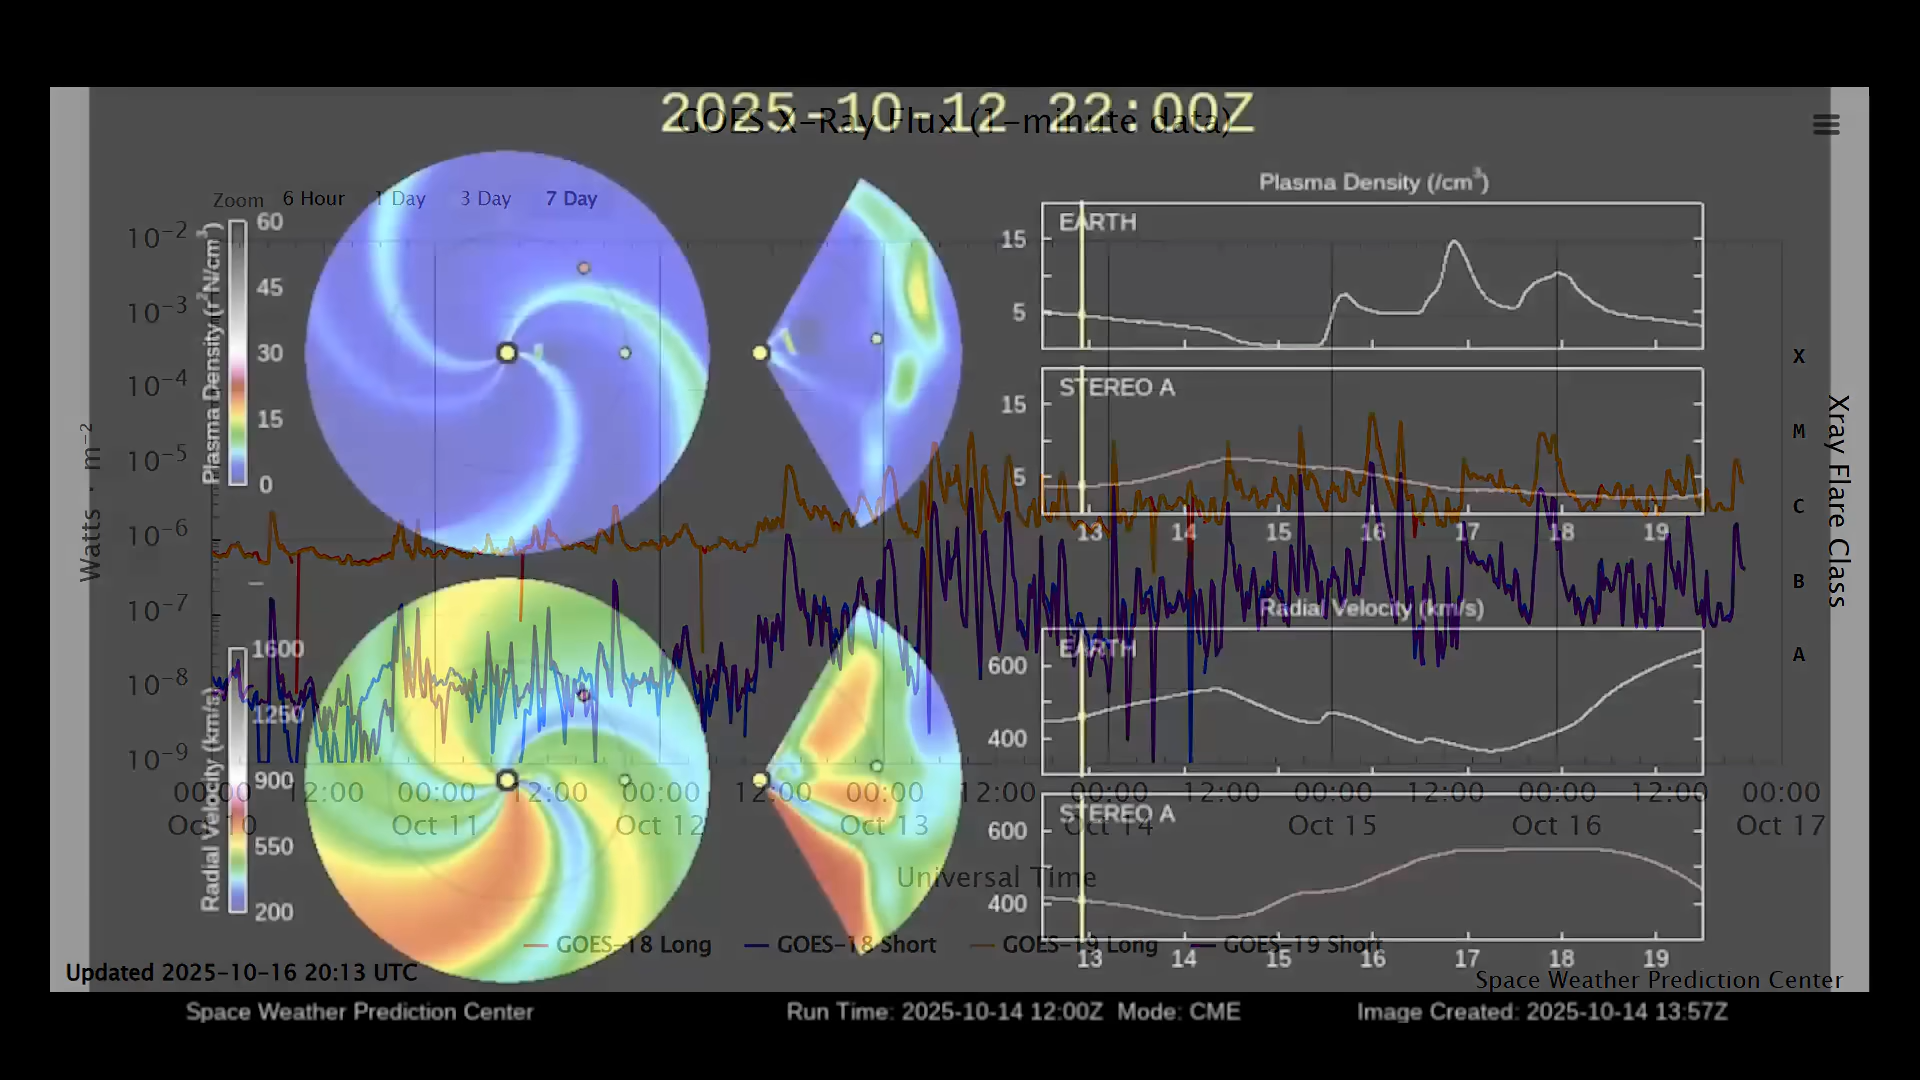 2025-10-12 22:00Z
GOES X-Ray Flux (1-minute data)
Zoom 6 Hour 1 Day 3 Day 7 Day
Plasma Density (r²N/cm³)
60
45
30
15
0
Plasma Density (/cm³)
EARTH
15
5
STEREO A
15
5
13 14 15 16 17 18 19
Watts · m⁻²
10⁻²
10⁻³
10⁻⁴
10⁻⁵
10⁻⁶
10⁻⁷
10⁻⁸
10⁻⁹
Xray Flare Class
X
M
C
B
A
Radial Velocity (km/s)
1600
1250
900
550
200
Radial Velocity (km/s)
EARTH
600
400
STEREO A
600
400
13 14 15 16 17 18 19
00:00 12:00 00:00 12:00 00:00 12:00 00:00 12:00 00:00 12:00 00:00 12:00 00:00 12:00 00:00
Oct 10 Oct 11 Oct 12 Oct 13 Oct 14 Oct 15 Oct 16 Oct 17
Universal Time
GOES-18 Long GOES-18 Short GOES-19 Long GOES-19 Short
Updated 2025-10-16 20:13 UTC
Space Weather Prediction Center
Space Weather Prediction Center
Run Time: 2025-10-14 12:00Z Mode: CME
Image Created: 2025-10-14 13:57Z